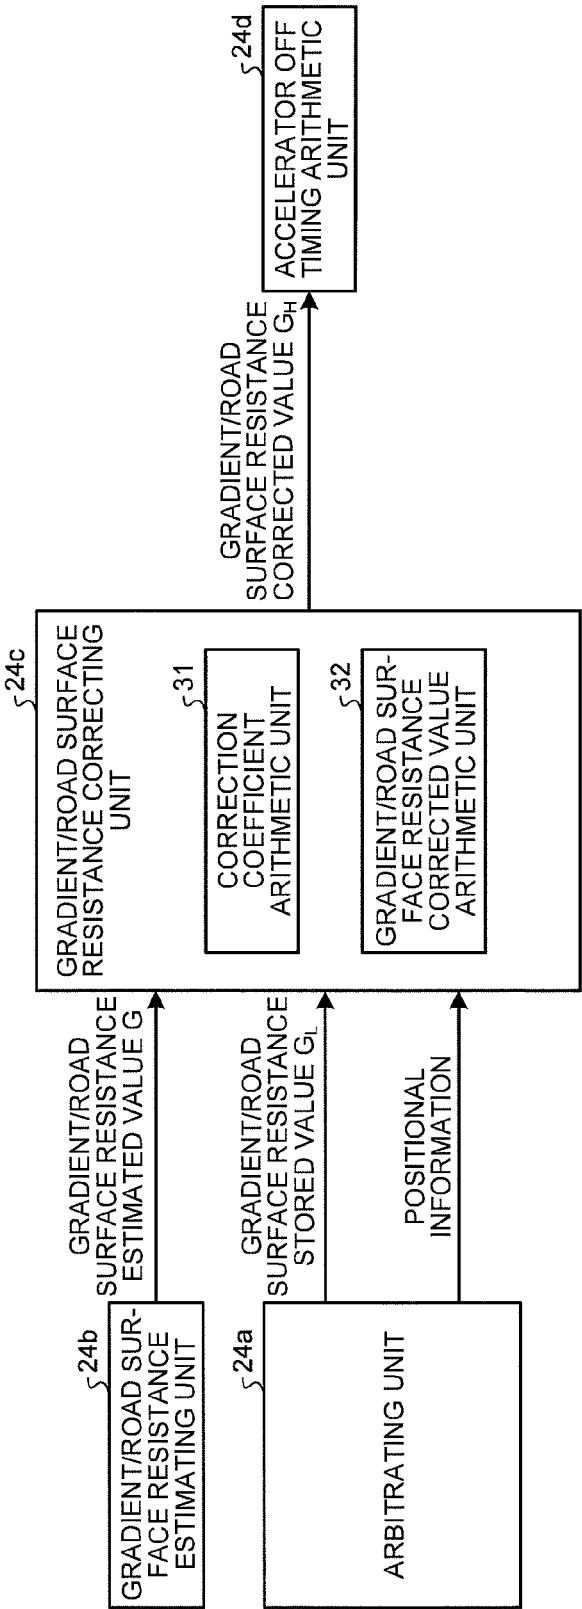 24b
GRADIENT/ROAD SUR-
FACE RESISTANCE
ESTIMATING UNIT
24a
ARBITRATING UNIT
GRADIENT/ROAD
SURFACE RESISTANCE
ESTIMATED VALUE G
GRADIENT/ROAD
SURFACE RESISTANCE
STORED VALUE GL
POSITIONAL
INFORMATION
24c
GRADIENT/ROAD SURFACE
RESISTANCE CORRECTING
UNIT
31
CORRECTION
COEFFICIENT
ARITHMETIC UNIT
32
GRADIENT/ROAD SUR-
FACE RESISTANCE
CORRECTED VALUE
ARITHMETIC UNIT
GRADIENT/ROAD
SURFACE RESISTANCE
CORRECTED VALUE GH
24d
ACCELERATOR OFF
TIMING ARITHMETIC
UNIT